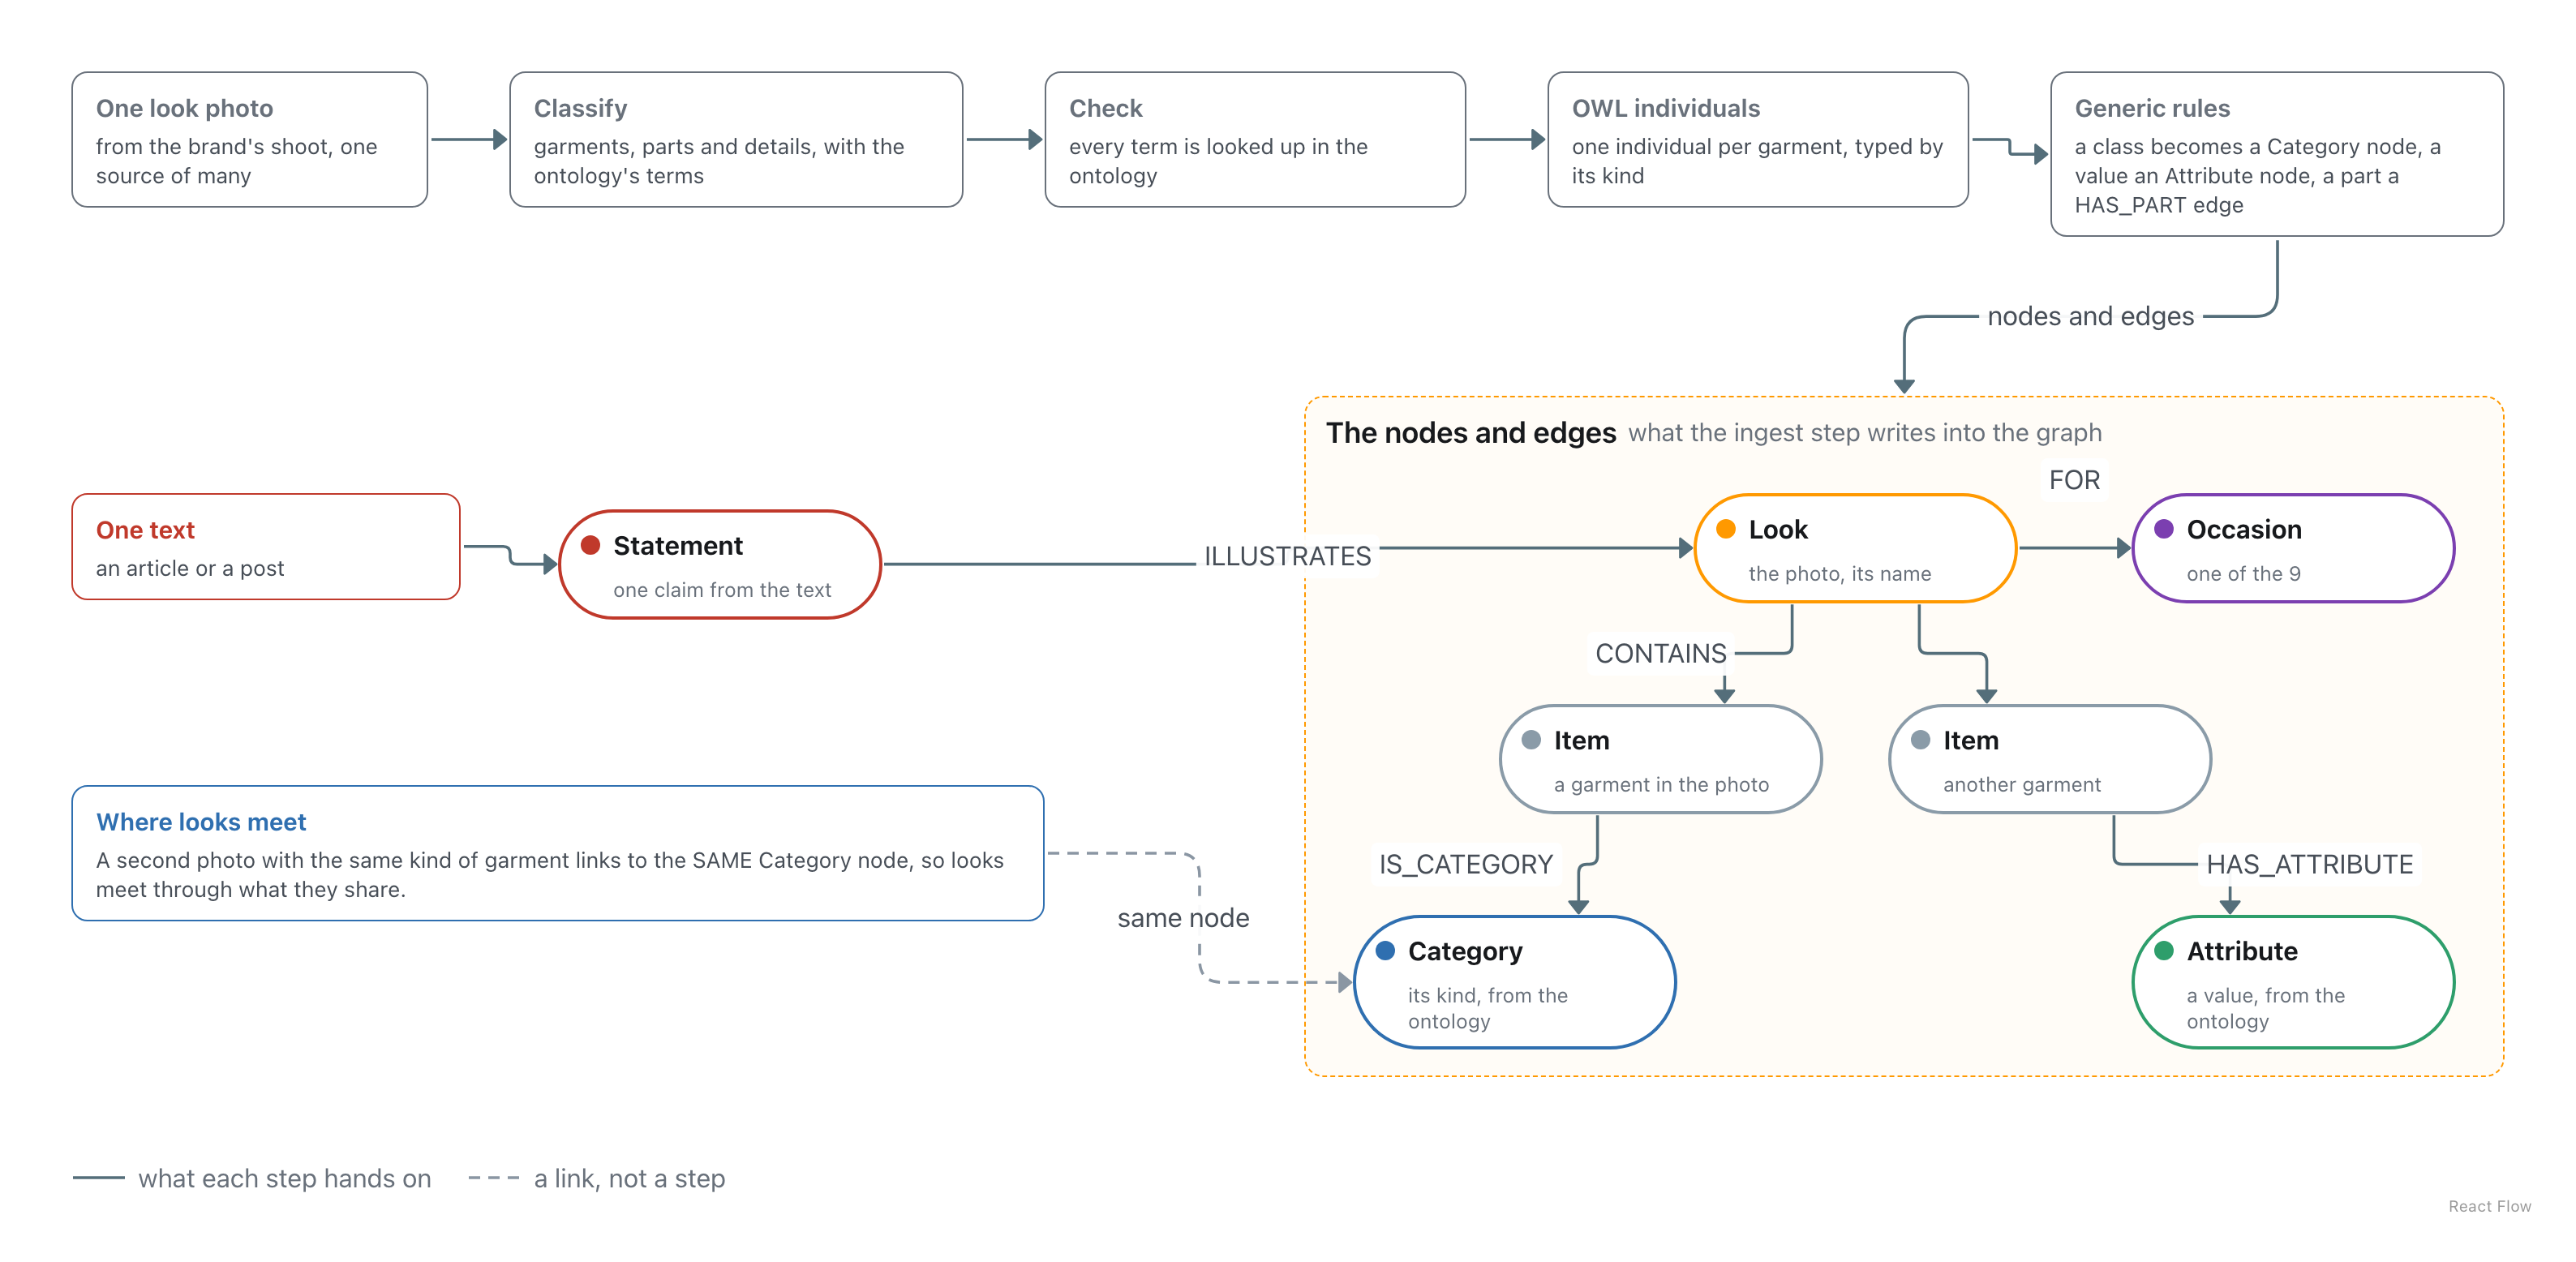 One look photo
from the brand's shoot, one
source of many
Classify
garments, parts and details, with the
ontology's terms
Check
every term is looked up in the
ontology
OWL individuals
one individual per garment, typed by
its kind
Generic rules
a class becomes a Category node, a
value an Attribute node, a part a
HAS_PART edge
nodes and edges
The nodes and edges what the ingest step writes into the graph
FOR
One text
an article or a post
Statement
one claim from the text
ILLUSTRATES
Look
the photo, its name
Occasion
one of the 9
CONTAINS
Item
a garment in the photo
Item
another garment
Where looks meet
A second photo with the same kind of garment links to the SAME Category node, so looks
meet through what they share.
IS_CATEGORY
HAS_ATTRIBUTE
same node
Category
its kind, from the
ontology
Attribute
a value, from the
ontology
what each step hands on
a link, not a step
React Flow